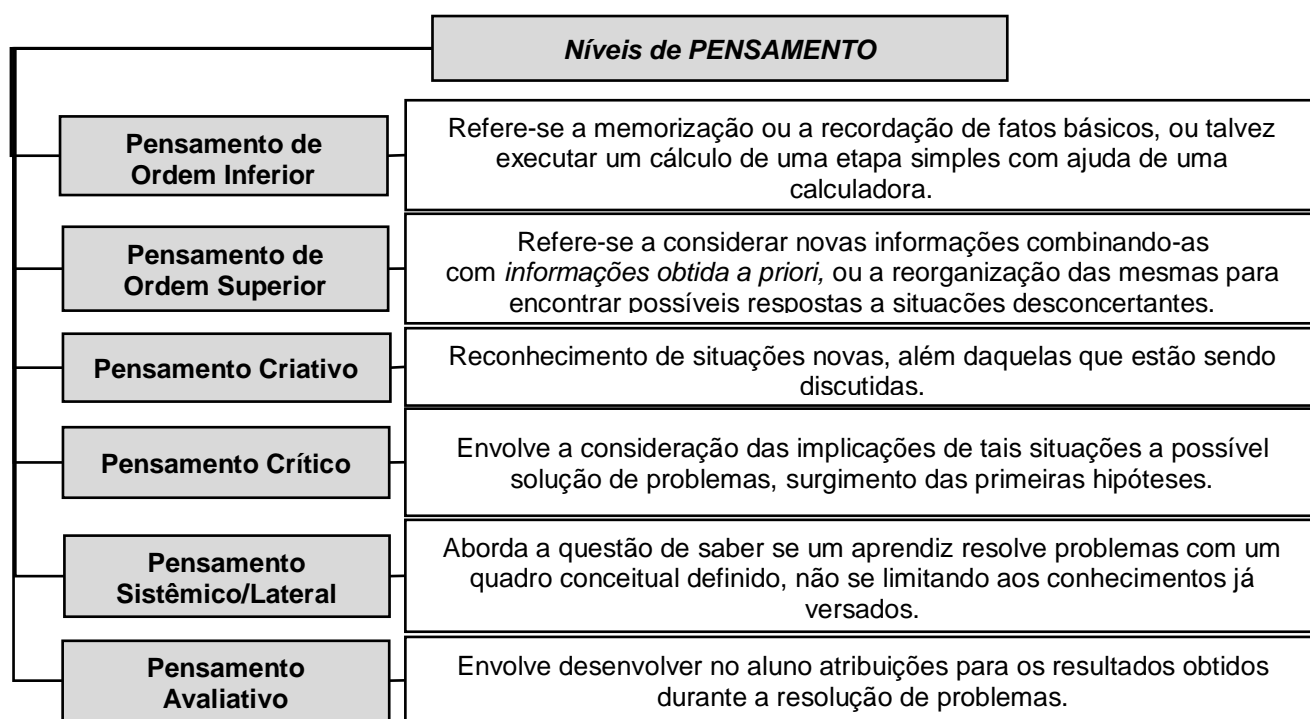 Níveis de PENSAMENTO
Pensamento de
Ordem Inferior
Refere-se a memorização ou a recordação de fatos básicos, ou talvez
executar um cálculo de uma etapa simples com ajuda de uma
calculadora.
Pensamento de
Ordem Superior
Refere-se a considerar novas informações combinando-as
com informações obtida a priori, ou a reorganização das mesmas para
encontrar possíveis respostas a situações desconcertantes.
Pensamento Criativo
Reconhecimento de situações novas, além daquelas que estão sendo
discutidas.
Pensamento Crítico
Envolve a consideração das implicações de tais situações a possível
solução de problemas, surgimento das primeiras hipóteses.
Pensamento
Sistêmico/Lateral
Aborda a questão de saber se um aprendiz resolve problemas com um
quadro conceitual definido, não se limitando aos conhecimentos já
versados.
Pensamento
Avaliativo
Envolve desenvolver no aluno atribuições para os resultados obtidos
durante a resolução de problemas.